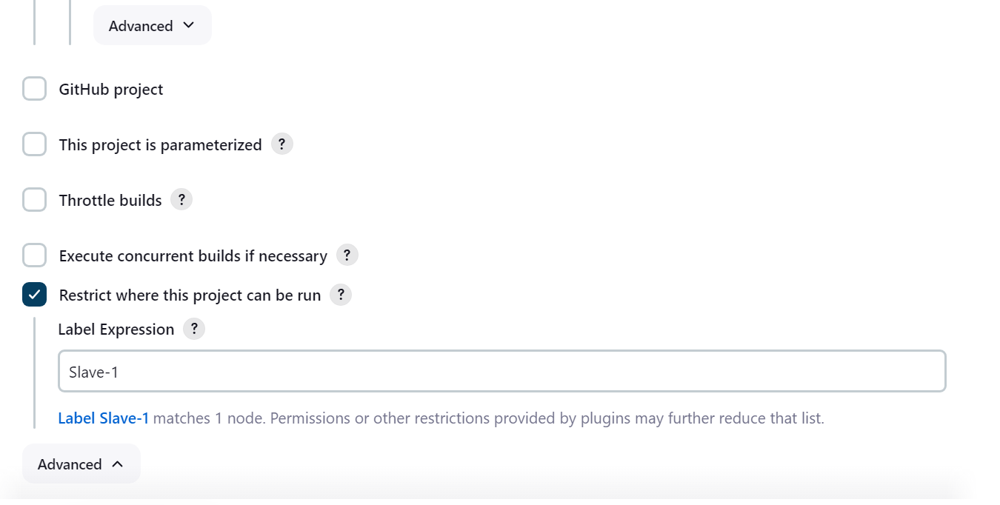 Advanced
GitHub project
This project is parameterized ?
Throttle builds ?
Execute concurrent builds if necessary ?
Restrict where this project can be run ?
Label Expression ?
Slave-1
Label Slave-1 matches 1 node. Permissions or other restrictions provided by plugins may further reduce that list.
Advanced